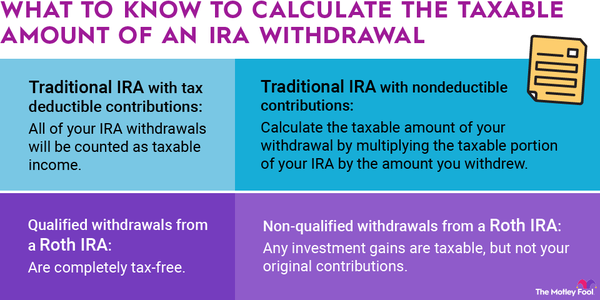 WHAT TO KNOW TO CALCULATE THE TAXABLE
AMOUNT OF AN IRA WITHDRAWAL
Traditional IRA with tax
deductible contributions:
All of your IRA withdrawals
will be counted as taxable
income.
Traditional IRA with nondeductible
contributions:
Calculate the taxable amount of your
withdrawal by multiplying the taxable portion
of your IRA by the amount you withdrew.
Qualified withdrawals from
a Roth IRA:
Are completely tax-free.
Non-qualified withdrawals from a Roth IRA:
Any investment gains are taxable, but not your
original contributions.
The Motley Fool